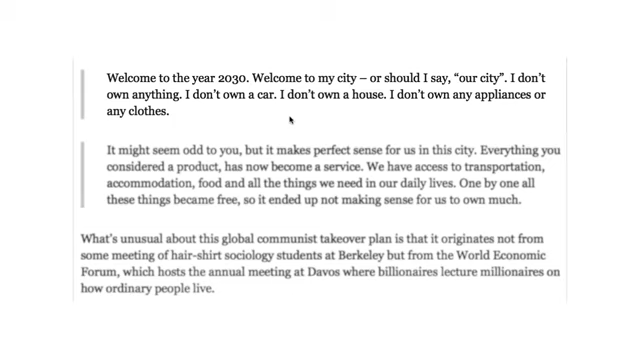 Welcome to the year 2030. Welcome to my city – or should I say, “our city”. I don't
own anything. I don't own a car. I don't own a house. I don't own any appliances or
any clothes.
It might seem odd to you, but it makes perfect sense for us in this city. Everything you
considered a product, has now become a service. We have access to transportation,
accommodation, food and all the things we need in our daily lives. One by one all
these things became free, so it ended up not making sense for us to own much.
What's unusual about this global communist takeover plan is that it originates not from
some meeting of hair-shirt sociology students at Berkeley but from the World Economic
Forum, which hosts the annual meeting at Davos where billionaires lecture millionaires on
how ordinary people live.